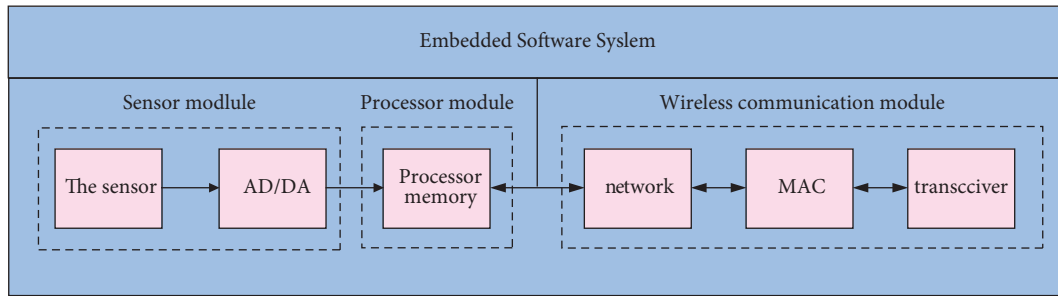 Embedded Software Syslem
Sensor modlule
Processor module
Wireless communication module
The sensor
AD/DA
Processor
memory
network
MAC
transcciver